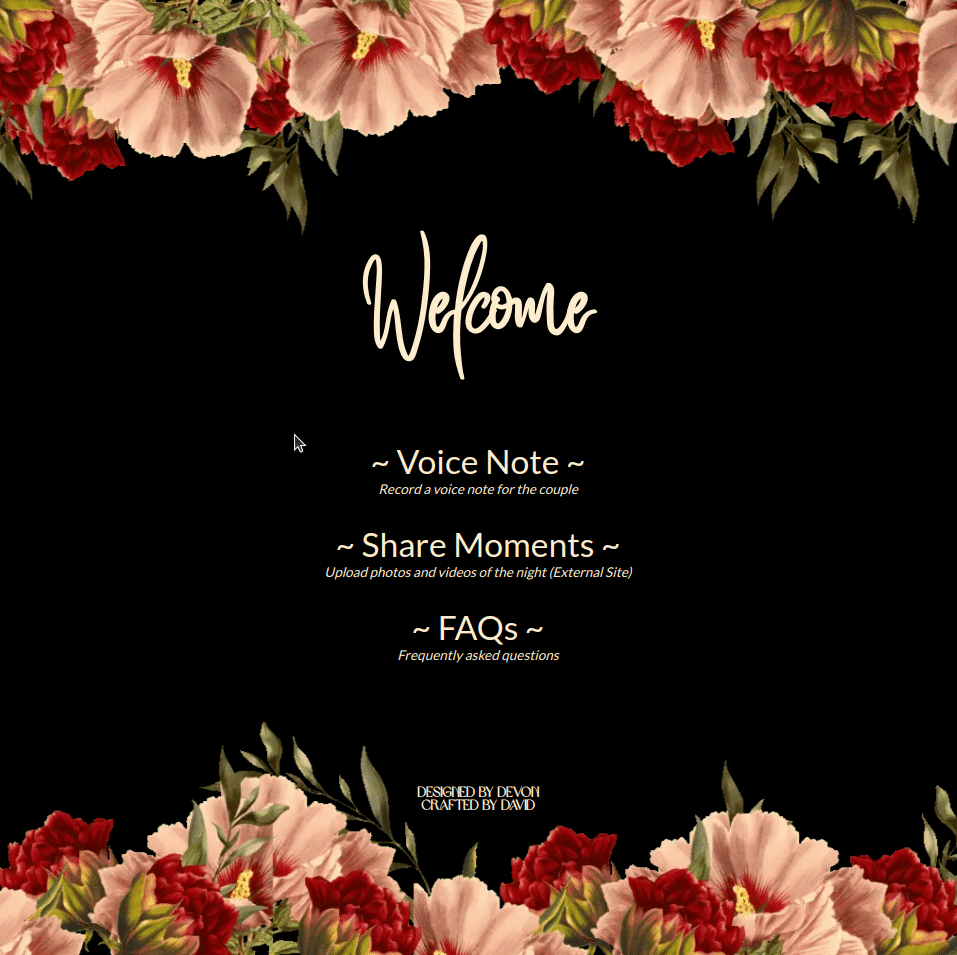 Welcome
~ Voice Note ~
Record a voice note for the couple
~ Share Moments ~
Upload photos and videos of the night (External Site)
~ FAQs ~
Frequently asked questions
DESIGNED BY DEVON
CRAFTED BY DAVID